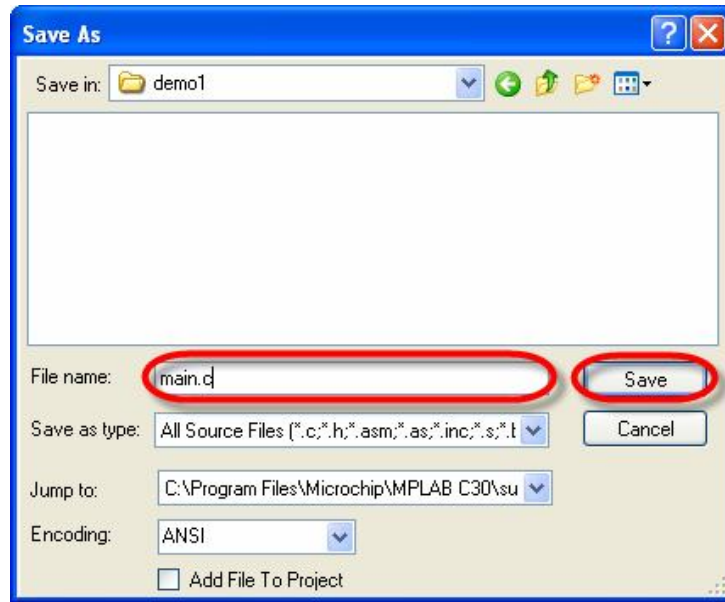 Save As
Save in: demo1
File name: main.c Save
Save as type: All Source Files (*.c;*.h;*.asm;*.as;*.inc;*.s;*.t Cancel
Jump to: C:\Program Files\Microchip\MPLAB C30\su
Encoding: ANSI
Add File To Project